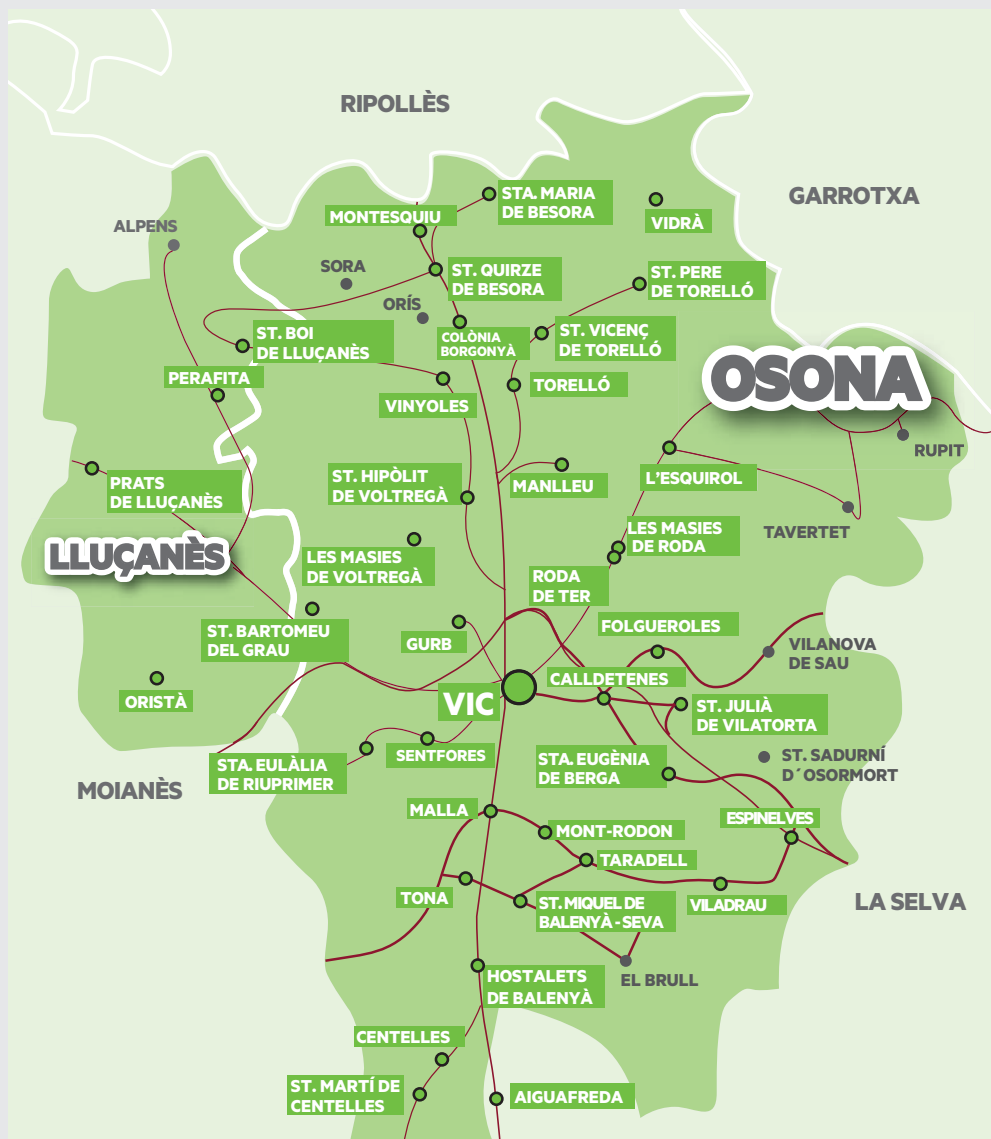 RIPOLLÈS
GARROTXA
STA. MARIA
DE BESORA
MONTESQUIU
VIDRÀ
ALPENS
SORA
ST. QUIRZE
DE BESORA
ST. PERE
DE TORELLÓ
ORÍS
ST. BOI
DE LLUÇANÈS
COLÒNIA
BORGONYÀ
ST. VICENÇ
DE TORELLÓ
PERAFITA
VINYOLES
TORELLÓ
OSONA
RUPIT
PRATS
DE LLUÇANÈS
ST. HIPÒLIT
DE VOLTREGÀ
MANLLEU
L'ESQUIROL
TAVERTET
LLUÇANÈS
LES MASIES
DE VOLTREGÀ
LES MASIES
DE RODA
RODA
DE TER
ST. BARTOMEU
DEL GRAU
GURB
FOLGUEROLES
VILANOVA
DE SAU
ORISTÀ
VIC
CALLDETENES
ST. JULIÀ
DE VILATORTA
STA. EULÀLIA
DE RIUPRIMER
SENTFORES
STA. EUGÈNIA
DE BERGA
ST. SADURNÍ
D´OSORMORT
MOIANÈS
MALLA
MONT-RODON
ESPINELVES
TARADELL
TONA
ST. MIQUEL DE
BALENYÀ - SEVA
VILADRAU
LA SELVA
EL BRULL
HOSTALETS
DE BALENYÀ
CENTELLES
ST. MARTÍ DE
CENTELLES
AIGUAFREDA